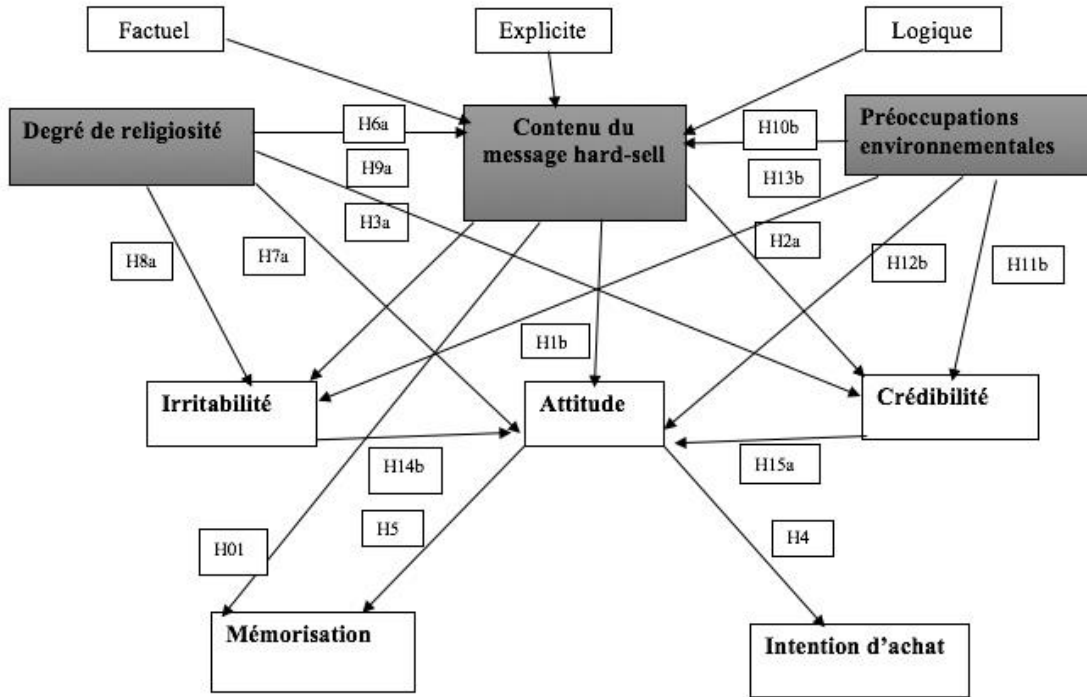 Factuel
Explicite
Logique
Degré de religiosité
H6a
Contenu du
message hard-sell
H10b
Préoccupations
environnementales
H9a
H13b
H3a
H8a
H7a
H2a
H12b
H11b
H1b
Irritabilité
Attitude
Crédibilité
H14b
H15a
H5
H4
H01
Mémorisation
Intention d’achat